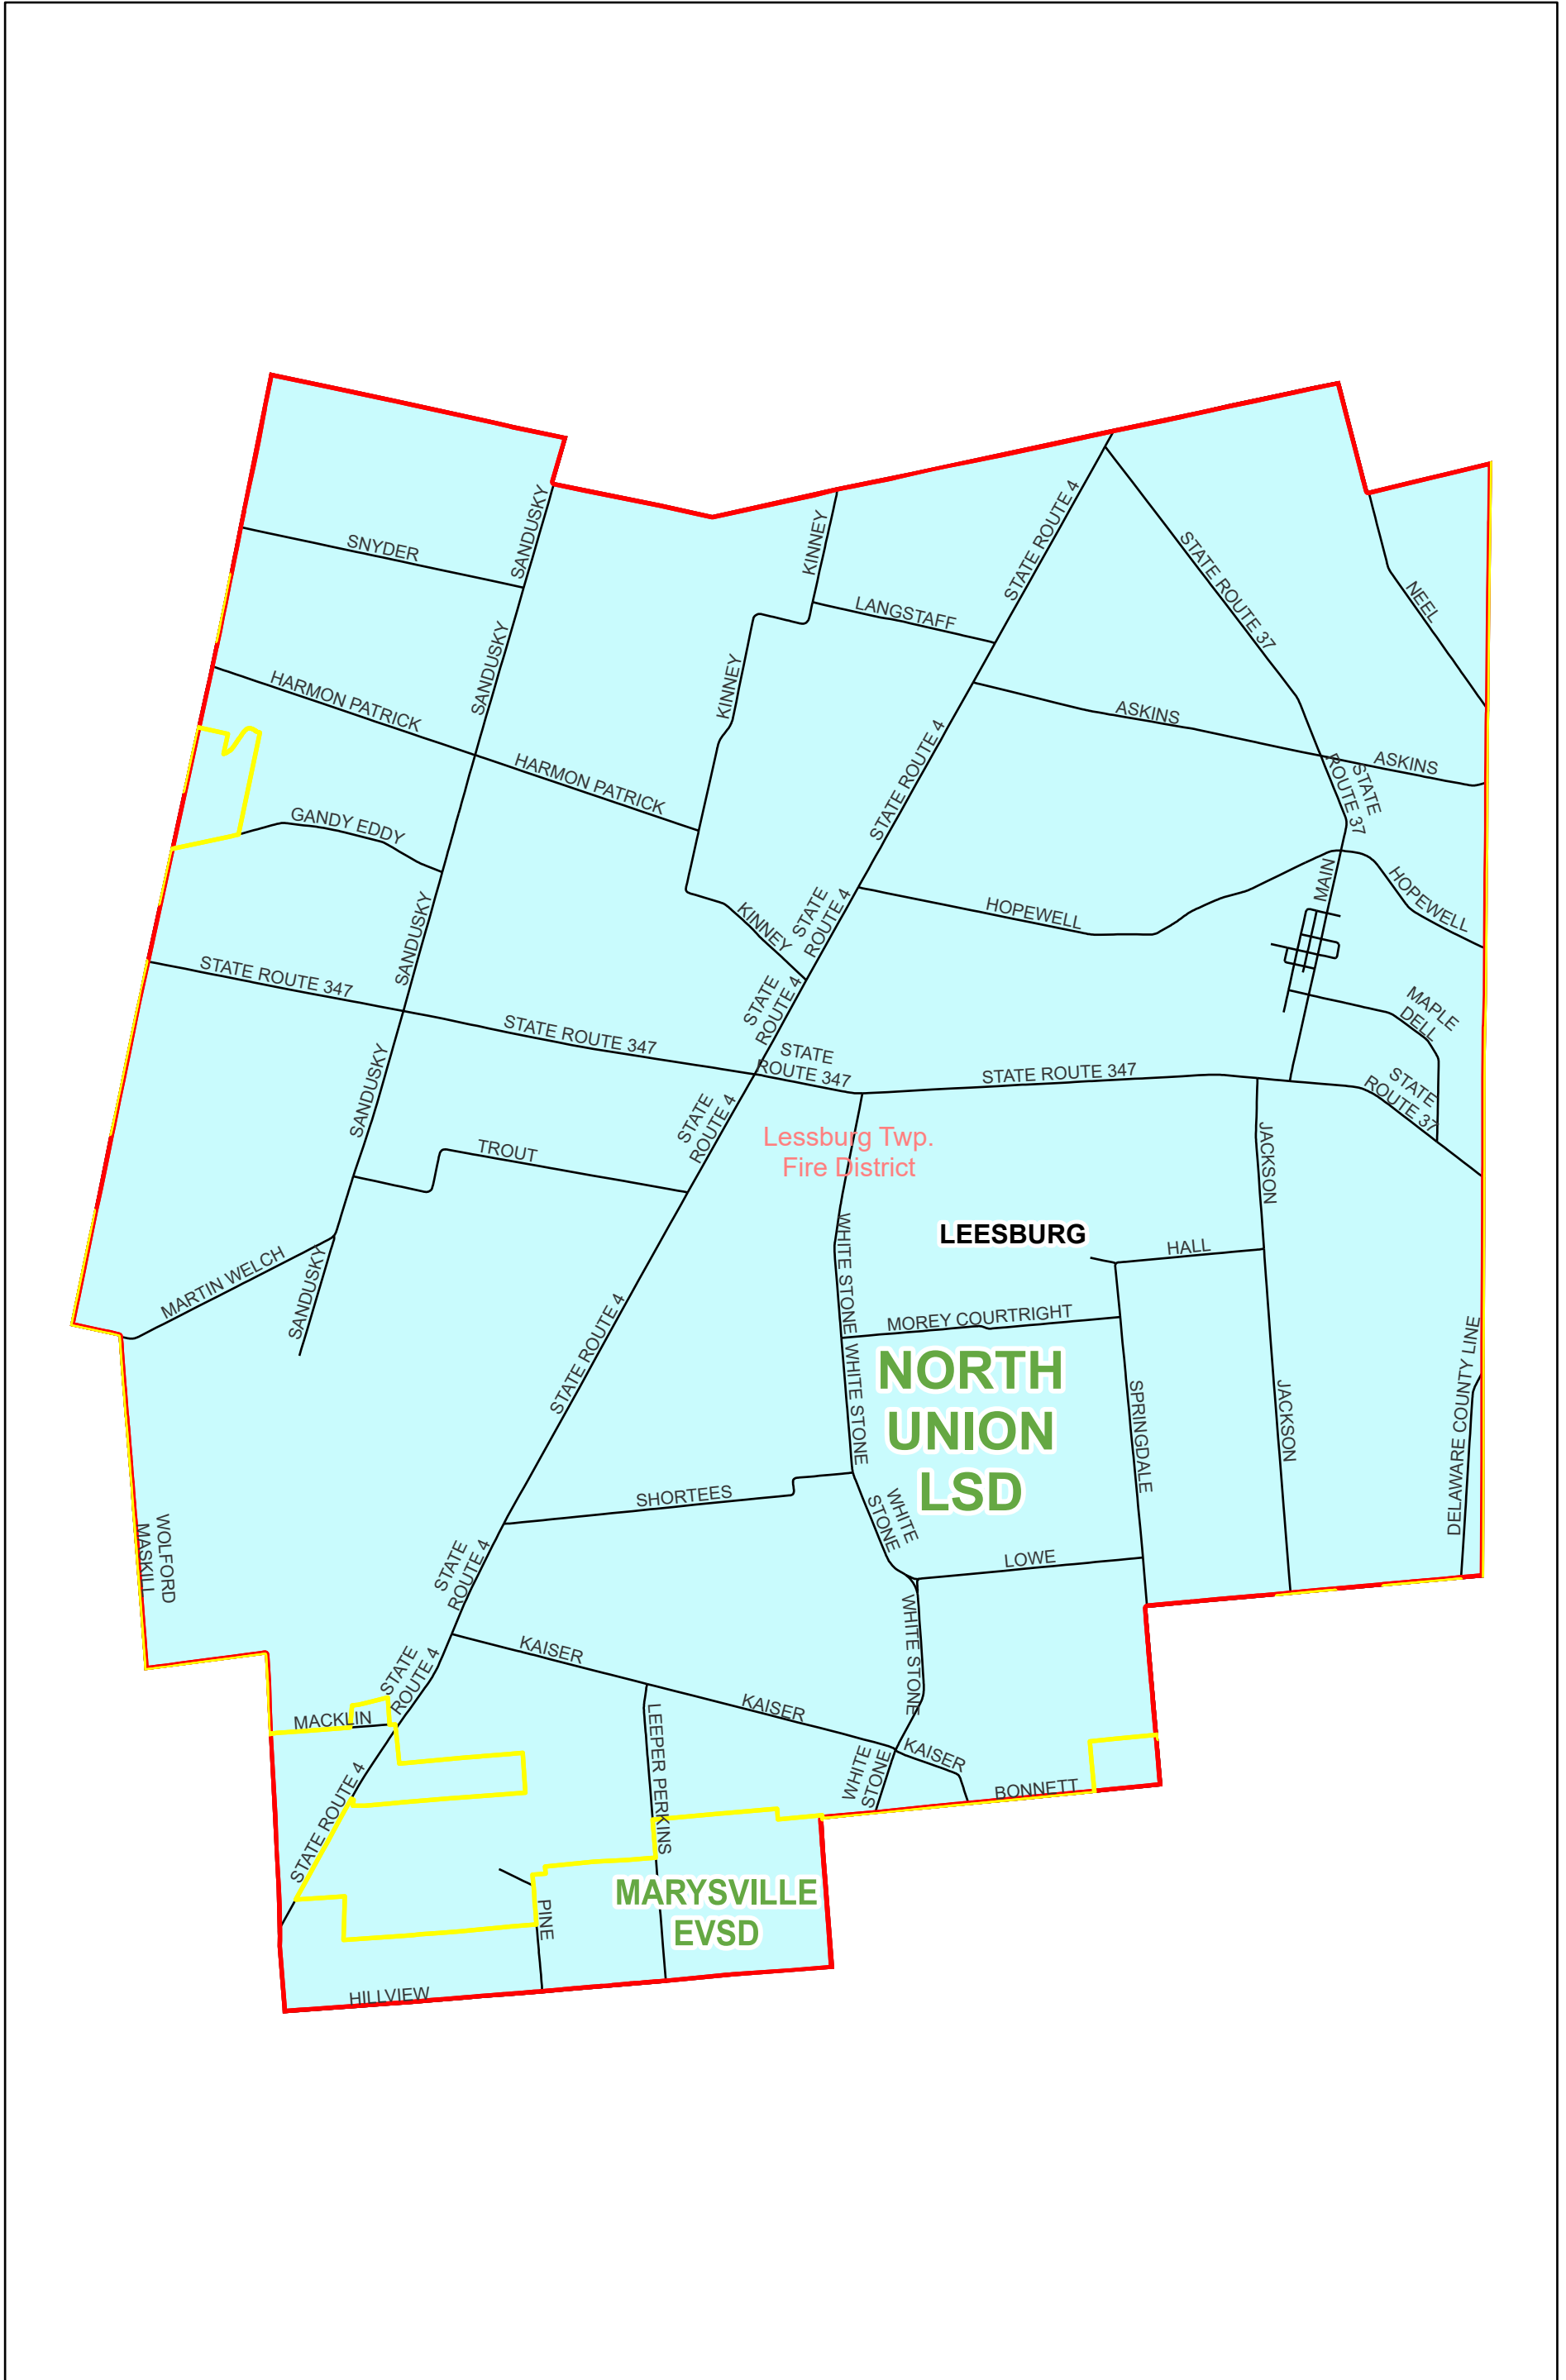 SANDUSKY
SNYDER
KINNEY
STATE ROUTE 4
STATE ROUTE 37
NEEL
LANGSTAFF
SANDUSKY
KINNEY
HARMON PATRICK
ASKINS
STATE ROUTE 4
HARMON PATRICK
ASKINS
STATE
ROUTE 37
GANDY EDDY
MAIN
HOPEWELL
HOPEWELL
KINNEY
STATE
ROUTE 4
SANDUSKY
STATE ROUTE 347
STATE
ROUTE 4
MAPLE
DELL
STATE ROUTE 347
STATE
ROUTE 347
STATE ROUTE 347
STATE
ROUTE 37
SANDUSKY
STATE
ROUTE 4
Lessburg Twp.
Fire District
TROUT
JACKSON
WHITE STONE
LEESBURG
HALL
MARTIN WELCH
SANDUSKY
STATE ROUTE 4
MOREY COURTRIGHT
DELAWARE COUNTY LINE
NORTH
UNION
LSD
WHITE STONE
SPRINGDALE
JACKSON
SHORTEES
WHITE
STONE
WOLFORD
MASKILL
STATE
ROUTE 4
LOWE
KAISER
WHITE STONE
STATE
ROUTE 4
MACKLIN
KAISER
LEEPER PERKINS
KAISER
WHITE
STONE
BONNETT
STATE ROUTE 4
MARYSVILLE
EVSD
PINE
HILLVIEW